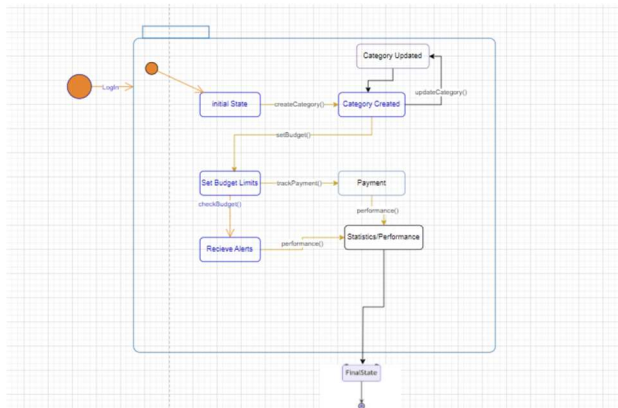 Category Updated
Login
initial State
createCategory()
Category Created
updateCategory()
setBudget()
Set Budget Limits
trackPayment()
Payment
checkBudget()
performance()
Recieve Alerts
performance()
Statistics/Performance
FinalState